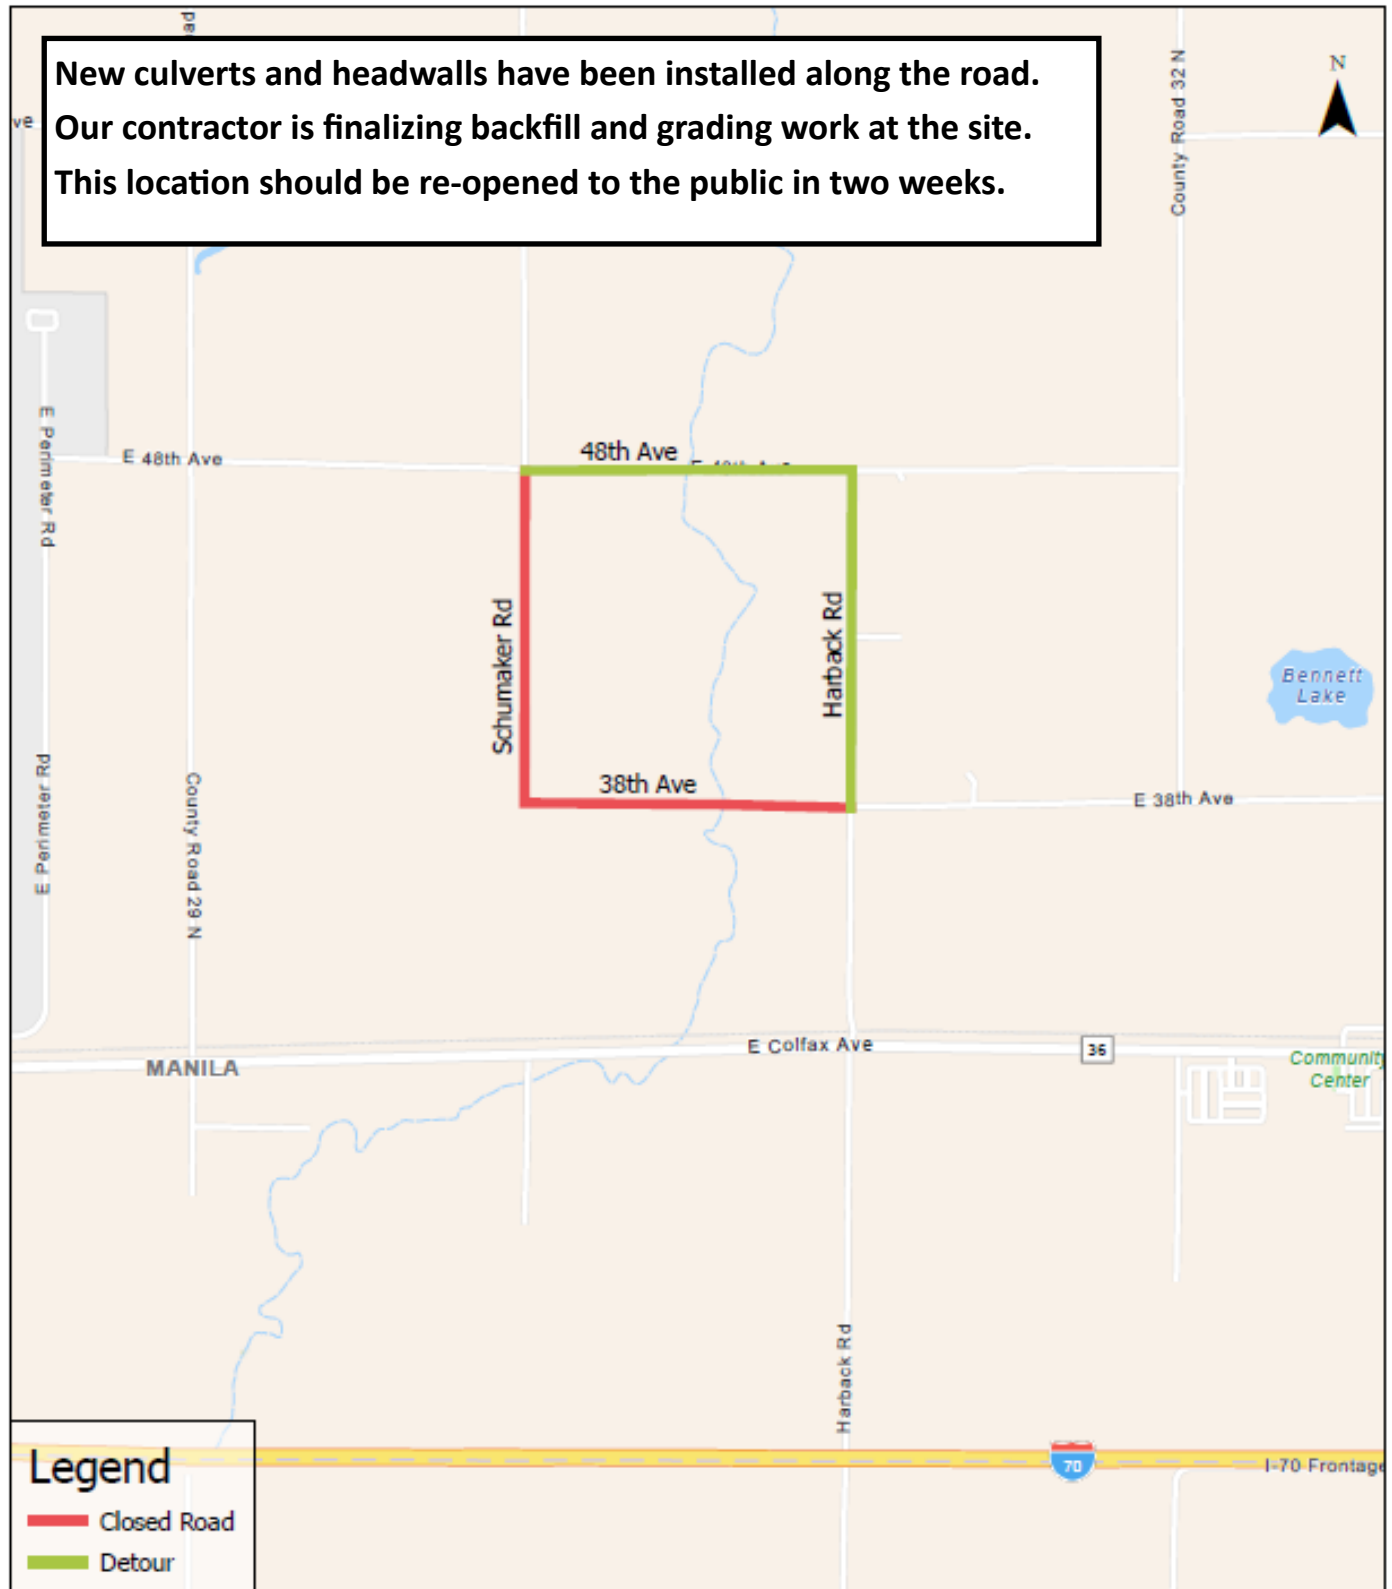 New culverts and headwalls have been installed along the road.
Our contractor is finalizing backfill and grading work at the site.
This location should be re-opened to the public in two weeks.
N
County Road 32 N
E Perimeter Rd
E 48th Ave
48th Ave
Schumaker Rd
Harback Rd
Bennett
Lake
38th Ave
E 38th Ave
E Perimeter Rd
County Road 29 N
MANILA
E Colfax Ave
36
Community
Center
Harback Rd
70
I-70 Frontage
Legend
Closed Road
Detour